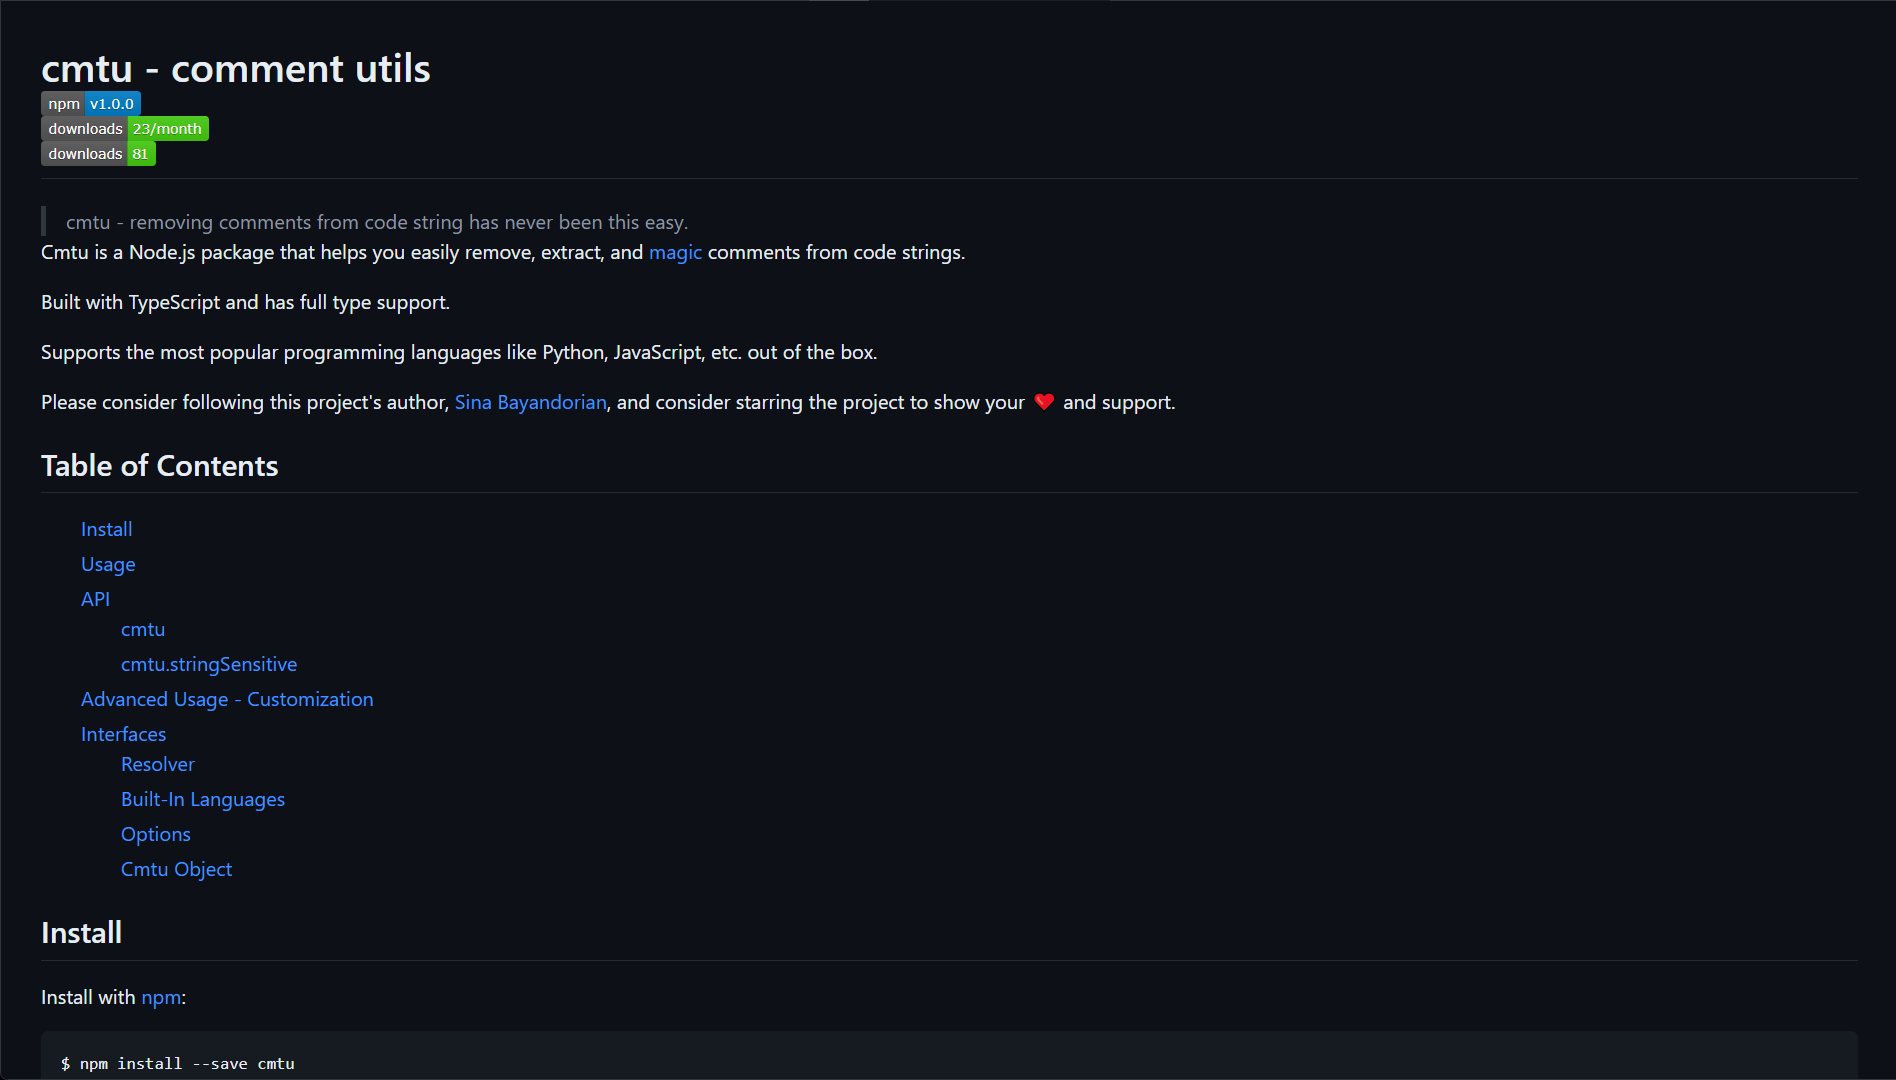 cmtu - comment utils
npm v1.0.0
downloads 23/month
downloads 81
cmtu - removing comments from code string has never been this easy.
Cmtu is a Node.js package that helps you easily remove, extract, and magic comments from code strings.
Built with TypeScript and has full type support.
Supports the most popular programming languages like Python, JavaScript, etc. out of the box.
Please consider following this project's author, Sina Bayandorian, and consider starring the project to show your ❤️ and support.
Table of Contents
Install
Usage
API
cmtu
cmtu.stringSensitive
Advanced Usage - Customization
Interfaces
Resolver
Built-In Languages
Options
Cmtu Object
Install
Install with npm:
$ npm install --save cmtu